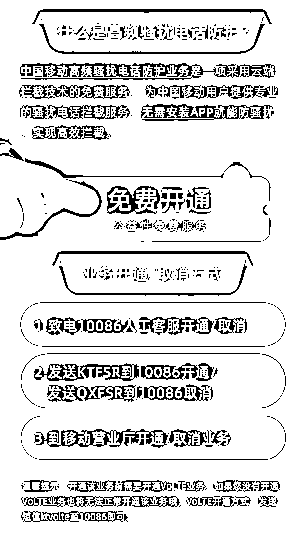 什么是高频骚扰电话防护
中国移动高频骚扰电话防护业务是一项采用云端
拦截技术的免费服务，为中国移动用户提供专业
的骚扰电话拦截服务，无需安装APP就能防骚扰
，实现高效拦截。
免费开通
公益性免费服务
业务开通/取消方式
1.致电10086人工客服开通/取消
2.发送KTFSR到10086开通/
发送QXFSR到10086取消
3.到移动营业厅开通/取消业务
温馨提示：开通该业务前需要开通VoLTE业务，如果您没有开通
VoLTE业务也将无法正常开通该业务哦，VoLTE开通方式：发送
短信Mvolte至10086即可。